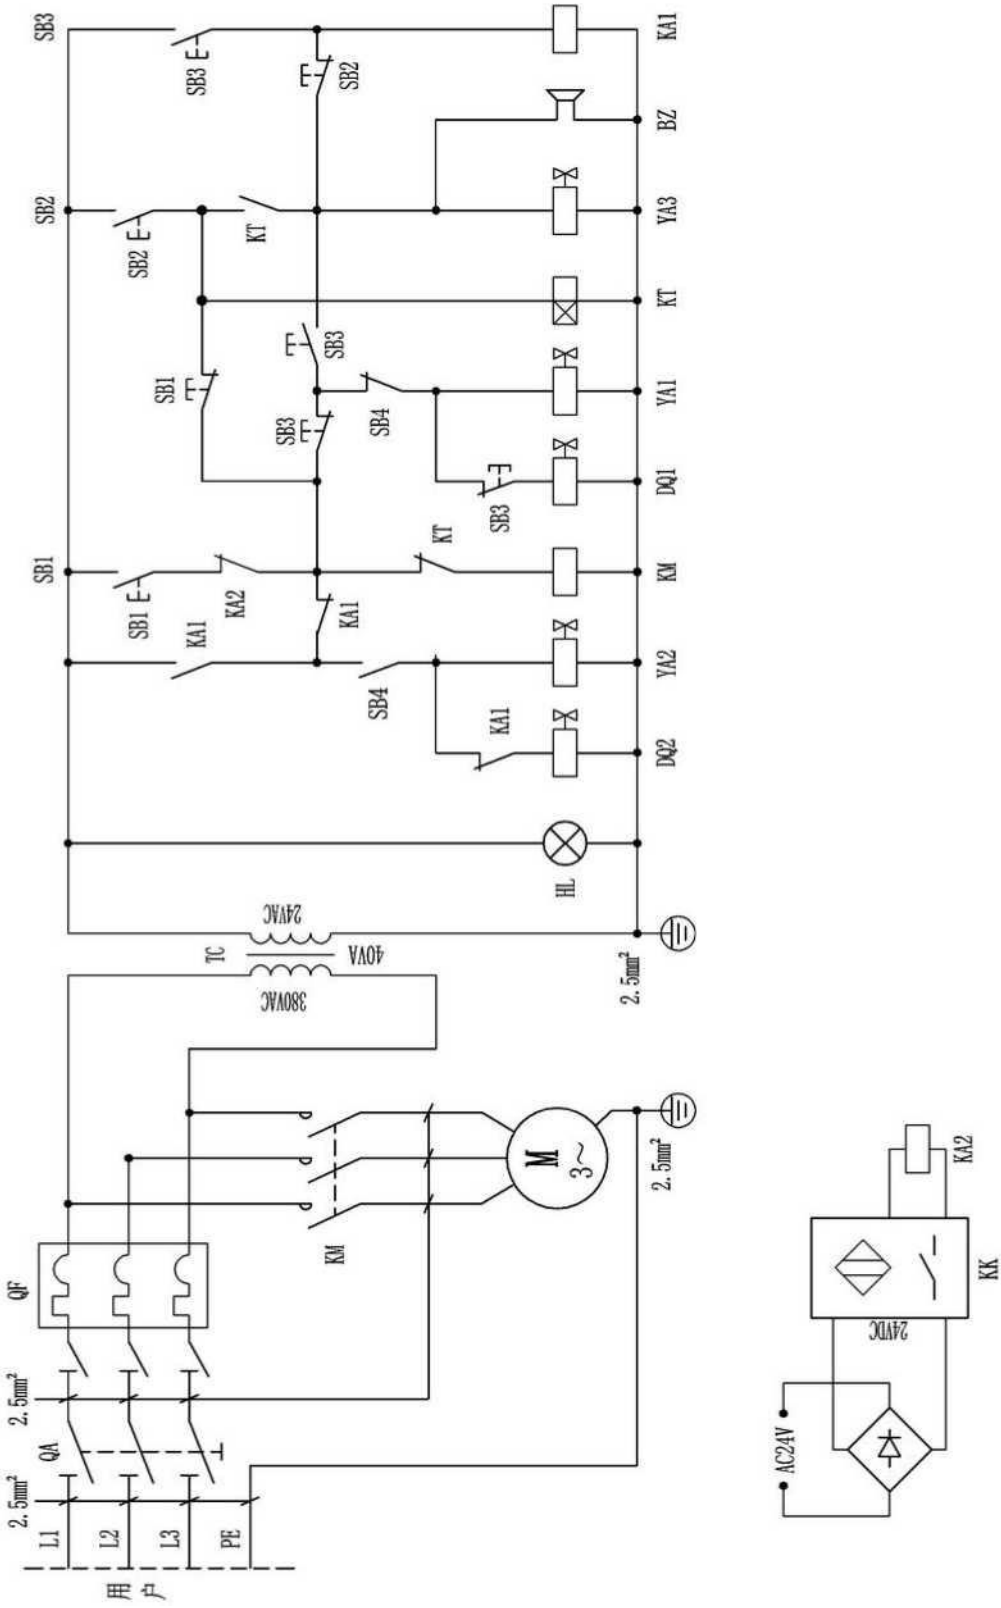 2.5mm²
2.5mm²
QF
L1
QA
SB1
SB2
SB3
L2
用户
SB1
SB2
L3
SB1
KA1
SB3
TC
PE
KA2
KT
24VAC
SB3
380VAC
KM
SB3
KA1
SB2
40VA
SB4
SB4
KT
KA1
SB3
M
3~
HL
2.5mm²
2.5mm²
DQ2
YA2
KM
DQ1
YA1
KT
YA3
BZ
KA1
AC24V
24VDC
KA2
KK